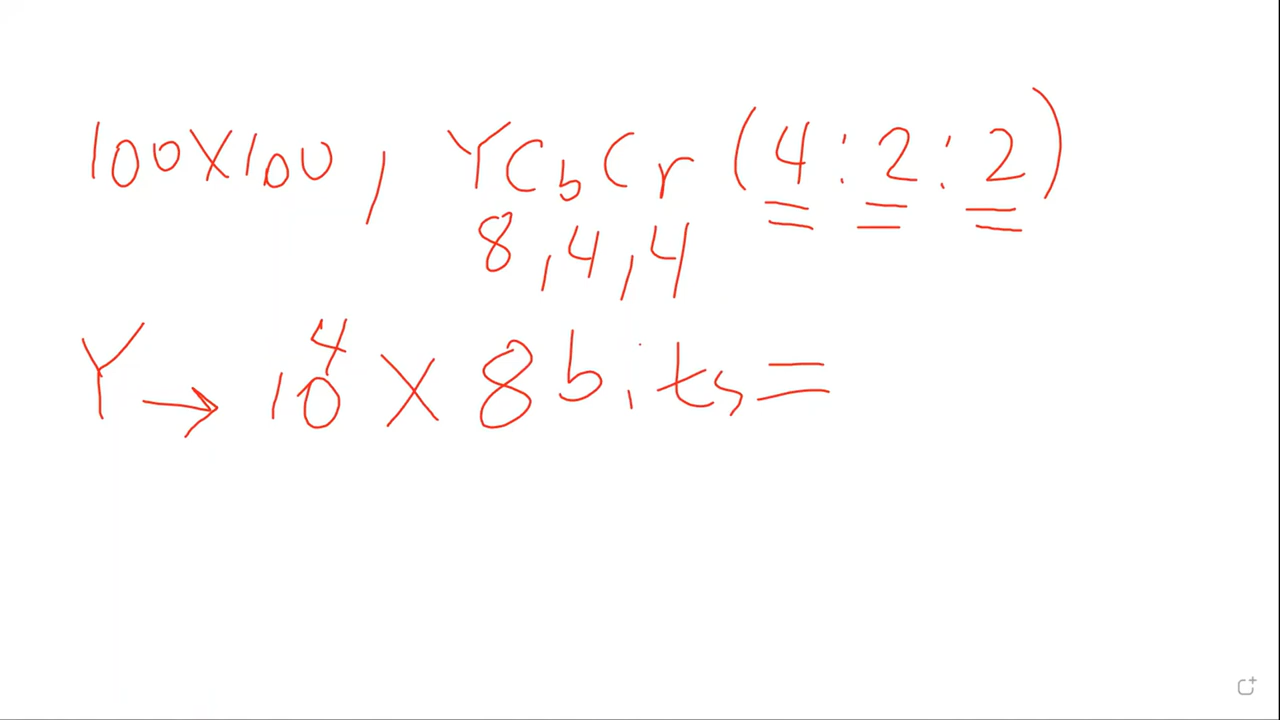 100X100, YCbCr (4:2:2)
8,4,4
Y → 10⁴ X 8bits=